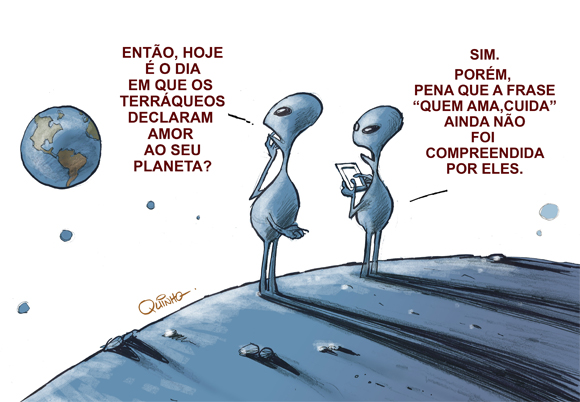 ENTÃO, HOJE
É O DIA
EM QUE OS
TERRÁQUEOS
DECLARAM
AMOR
AO SEU
PLANETA?
SIM.
PORÉM,
PENA QUE A FRASE
“QUEM AMA,CUIDA”
AINDA NÃO
FOI
COMPREENDIDA
POR ELES.
QUINHO